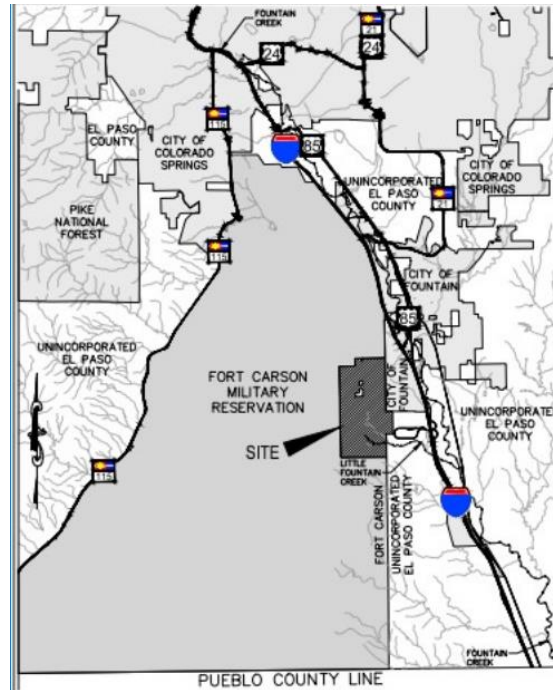 FOUNTAIN
CREEK
24
21
24
115
85
EL PASO
COUNTY
CITY OF
COLORADO
SPRINGS
UNINCORPORATED
EL PASO
COUNTY
CITY OF
COLORADO
SPRINGS
21
PIKE
NATIONAL
FOREST
115
CITY OF
FOUNTAIN
85
UNINCORPORATED
EL PASO
COUNTY
FORT CARSON
MILITARY
RESERVATION
CITY OF
FOUNTAIN
UNINCORPORATED
EL PASO
COUNTY
SITE
LITTLE
FOUNTAIN
CREEK
115
FORT CARSON
UNINCORPORATED
EL PASO COUNTY
FOUNTAIN
CREEK
PUEBLO COUNTY LINE